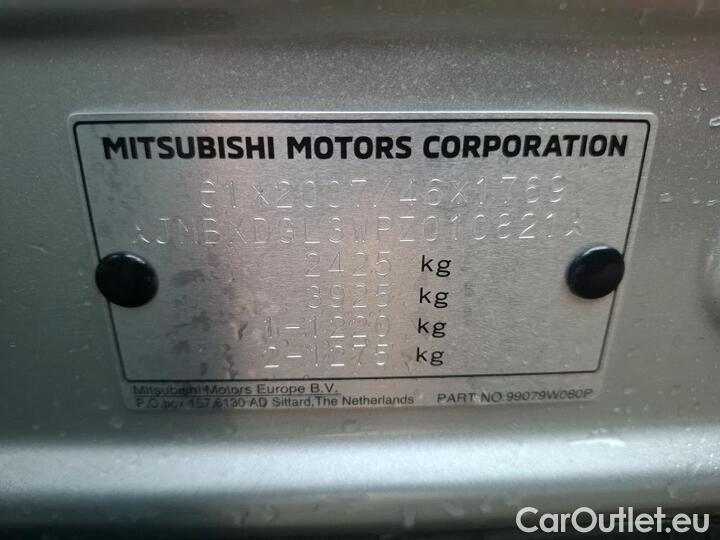 MITSUBISHI MOTORS CORPORATION
e1*2007/46*1769
*JMBXDGL3WPZ010821*
2425 kg
3925 kg
1-1220 kg
2-1275 kg
Mitsubishi Motors Europe B.V.
P.O.box 157,6130 AD Sittard,The Netherlands PART NO.99079W080P
CarOutlet.eu